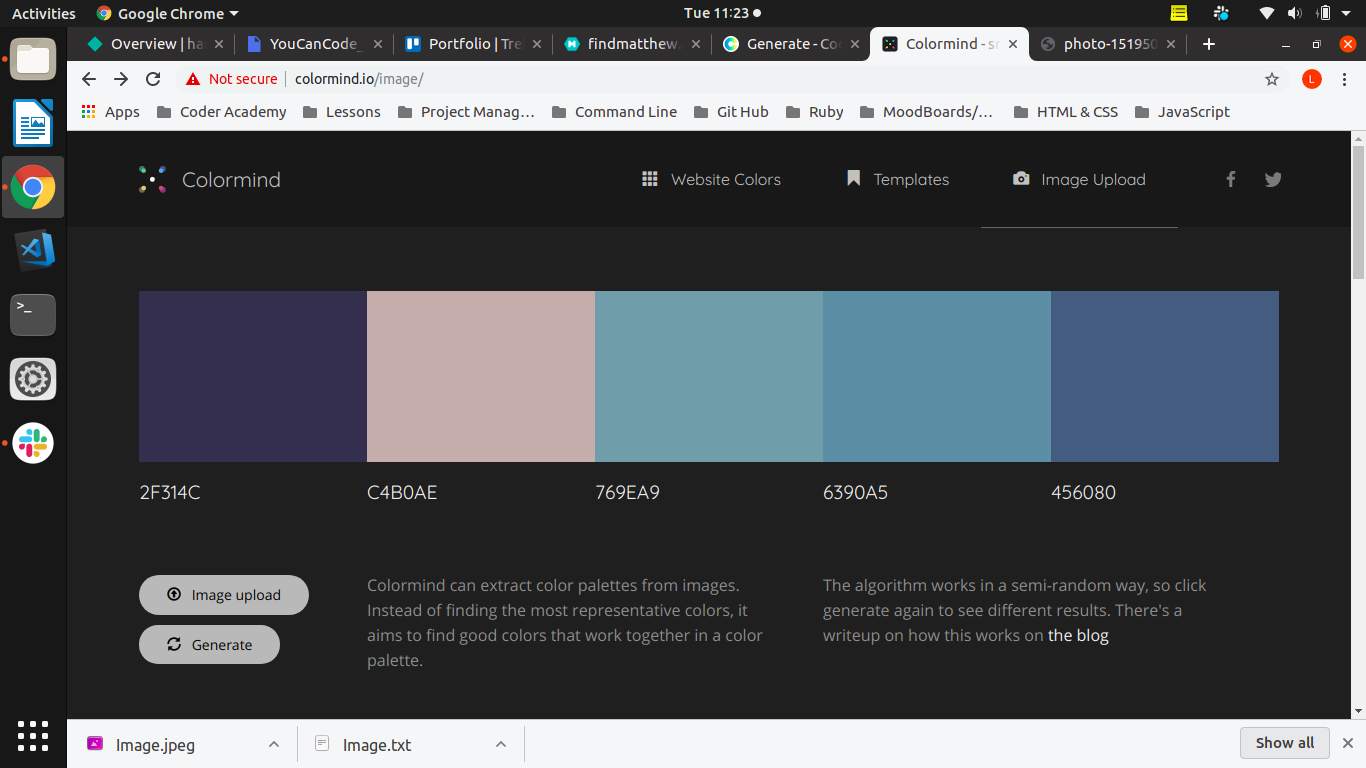 Activities Google Chrome Tue 11:23
Overview | ha YouCanCode_ Portfolio | Tre findmatthew. Generate - Co Colormind - s photo-151950
Not secure colormind.io/image/ L
Apps Coder Academy Lessons Project Manag... Command Line Git Hub Ruby MoodBoards/... HTML & CSS JavaScript
Colormind Website Colors Templates Image Upload
2F314C C4B0AE 769EA9 6390A5 456080
Image upload
Generate
Colormind can extract color palettes from images.
Instead of finding the most representative colors, it
aims to find good colors that work together in a color
palette.
The algorithm works in a semi-random way, so click
generate again to see different results. There's a
writeup on how this works on the blog
Image.jpeg Image.txt Show all